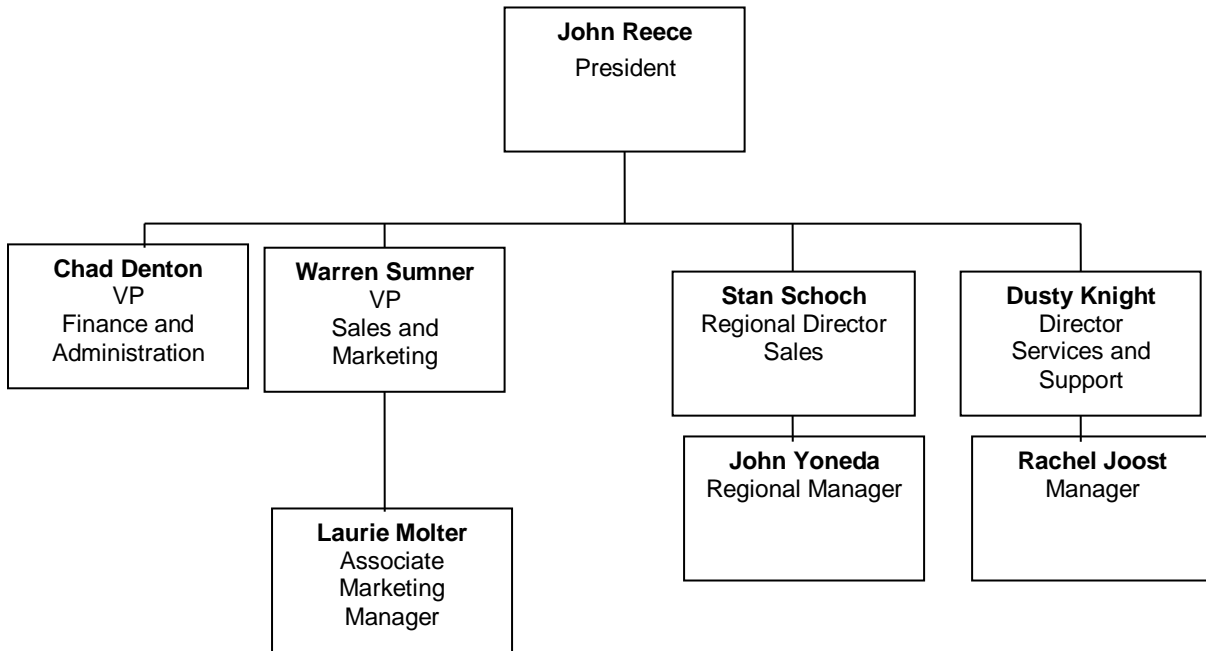 John Reece
President
Chad Denton
VP
Finance and
Administration
Warren Sumner
VP
Sales and
Marketing
Stan Schoch
Regional Director
Sales
Dusty Knight
Director
Services and
Support
John Yoneda
Regional Manager
Rachel Joost
Manager
Laurie Molter
Associate
Marketing
Manager